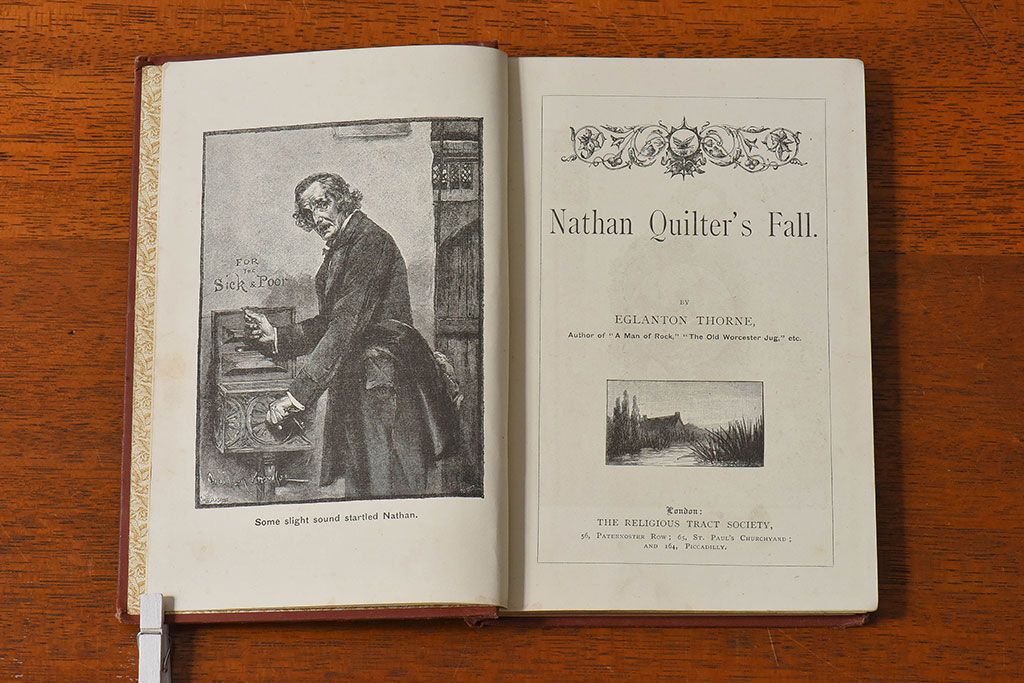 FOR
THE
Sick & Poor
Some slight sound startled Nathan.
Nathan Quilter's Fall.
BY
EGLANTON THORNE,
Author of "A Man of Rock," "The Old Worcester Jug," etc.
London:
THE RELIGIOUS TRACT SOCIETY,
56, PATERNOSTER ROW; 65, ST. PAUL'S CHURCHYARD;
AND 164, PICCADILLY.